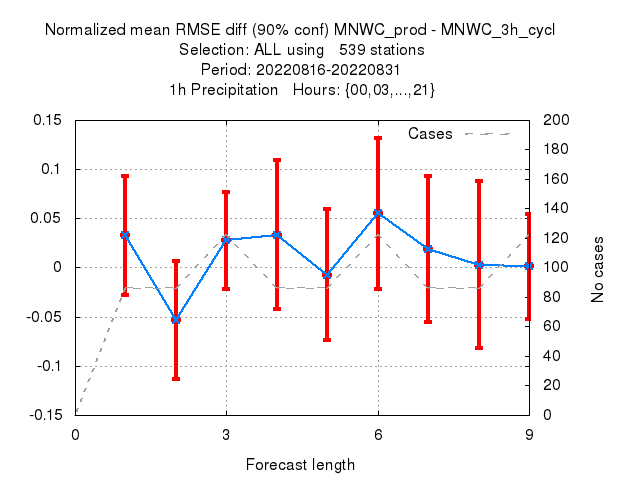 Normalized mean RMSE diff (90% conf) MNWC_prod - MNWC_3h_cycl
Selection: ALL using 539 stations
Period: 20220816-20220831
1h Precipitation Hours: {00,03,...,21}
0.15
0.1
0.05
0
-0.05
-0.1
-0.15
Cases
200
180
160
140
120
100
80
60
40
20
0
No cases
0 3 6 9
Forecast length